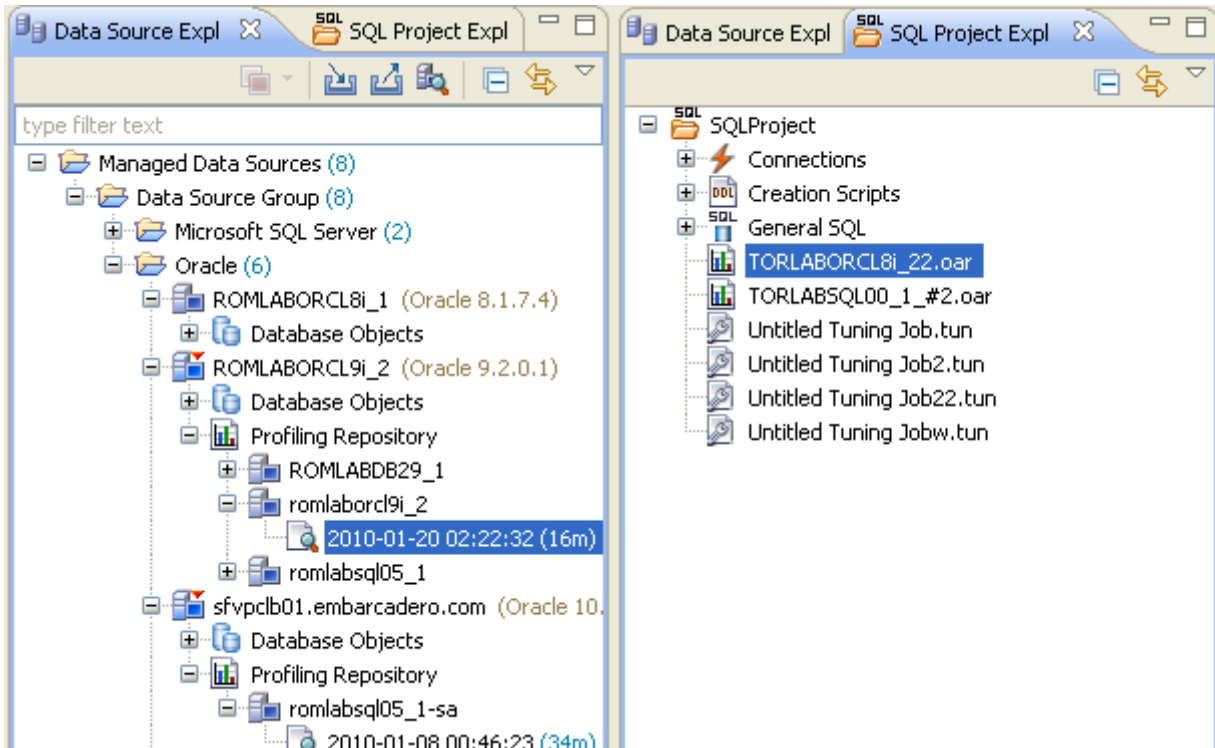 Data Source Expl
SQL Project Expl
type filter text
Managed Data Sources (8)
Data Source Group (8)
Microsoft SQL Server (2)
Oracle (6)
ROMLABORCL8i_1 (Oracle 8.1.7.4)
Database Objects
ROMLABORCL9i_2 (Oracle 9.2.0.1)
Database Objects
Profiling Repository
ROMLABDB29_1
romlaborcl9i_2
2010-01-20 02:22:32 (16m)
romlabsql05_1
sfvpclb01.embarcadero.com (Oracle 10.
Database Objects
Profiling Repository
romlabsql05_1-sa
2010-01-08 00:46:23 (34m)
Data Source Expl
SQL
SQL Project Expl
SQL
SQLProject
Connections
DDL
Creation Scripts
SQL
General SQL
TORLABORCL8i_22.oar
TORLABSQL00_1_#2.oar
Untitled Tuning Job.tun
Untitled Tuning Job2.tun
Untitled Tuning Job22.tun
Untitled Tuning Jobw.tun